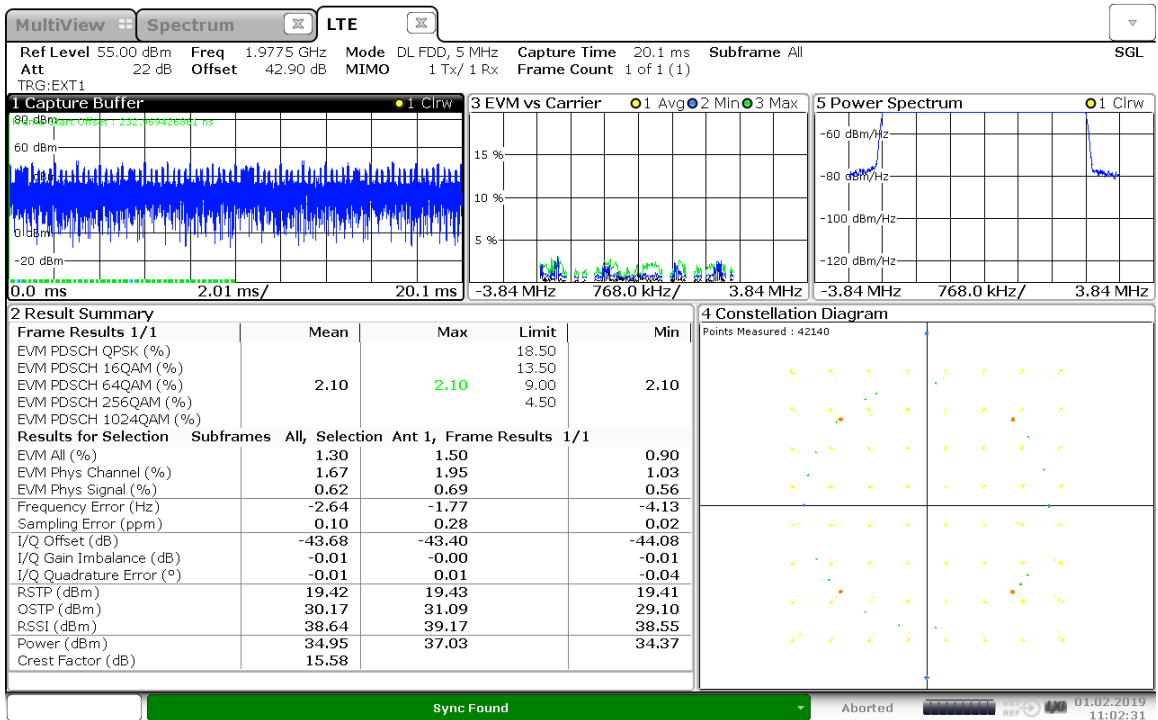 MultiView Spectrum LTE
Ref Level 55.00 dBm Freq 1.9775 GHz Mode DL FDD, 5 MHz Capture Time 20.1 ms Subframe All SGL
Att 22 dB Offset 42.90 dB MIMO 1 Tx/ 1 Rx Frame Count 1 of 1 (1)
TRG:EXT1
1 Capture Buffer 1 Clrw
80 dBm
60 dBm
0 dBm
-20 dBm
0.0 ms 2.01 ms/ 20.1 ms
3 EVM vs Carrier 1 Avg 2 Min 3 Max
15 %
10 %
5 %
-3.84 MHz 768.0 kHz/ 3.84 MHz
5 Power Spectrum 1 Clrw
-60 dBm/Hz
-80 dBm/Hz
-100 dBm/Hz
-120 dBm/Hz
-3.84 MHz 768.0 kHz/ 3.84 MHz
2 Result Summary
Frame Results 1/1 Mean Max Limit Min
EVM PDSCH QPSK (%) 18.50
EVM PDSCH 16QAM (%) 13.50
EVM PDSCH 64QAM (%) 2.10 2.10 9.00 2.10
EVM PDSCH 256QAM (%) 4.50
EVM PDSCH 1024QAM (%)
Results for Selection Subframes All, Selection Ant 1, Frame Results 1/1
EVM All (%) 1.30 1.50 0.90
EVM Phys Channel (%) 1.67 1.95 1.03
EVM Phys Signal (%) 0.62 0.69 0.56
Frequency Error (Hz) -2.64 -1.77 -4.13
Sampling Error (ppm) 0.10 0.28 0.02
I/Q Offset (dB) -43.68 -43.40 -44.08
I/Q Gain Imbalance (dB) -0.01 -0.00 -0.01
I/Q Quadrature Error (º) -0.01 0.01 -0.04
RSTP (dBm) 19.42 19.43 19.41
OSTP (dBm) 30.17 31.09 29.10
RSSI (dBm) 38.64 39.17 38.55
Power (dBm) 34.95 37.03 34.37
Crest Factor (dB) 15.58
4 Constellation Diagram
Points Measured : 42140
Sync Found
Aborted
01.02.2019
11:02:31